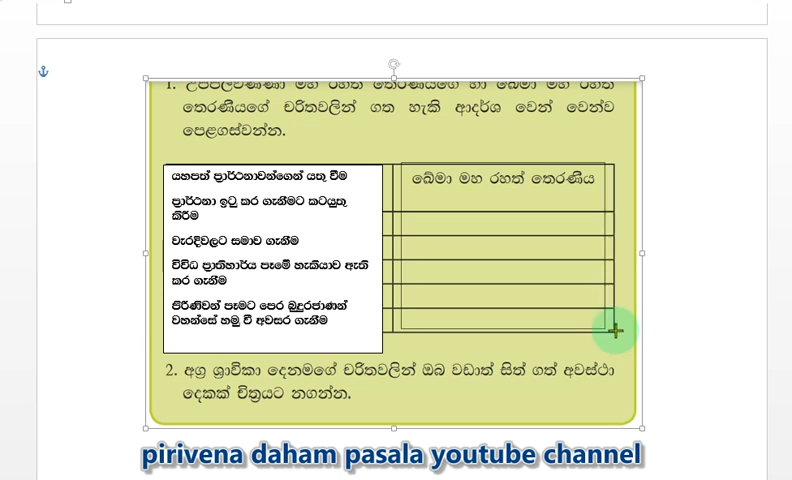 1. උප්පලවණ්ණා මහ රහත් තෙරණියගේ හා ඛේමා මහ රහත්
තෙරණියගේ චරිතවලින් ගත හැකි ආදර්ශ වෙන් වෙන්ව
පෙළගස්වන්න.
යහපත් ප්‍රාර්ථනාවන්ගෙන් යතු වීම
ප්‍රාර්ථනා ඉටු කර ගැනීමට කටයුතු
කිරීම
වැරදිවලට සමාව ගැනීම
විවිධ ප්‍රාතිහාර්ය පෑමේ හැකියාව ඇති
කර ගැනීම
පිරිණිවන් පෑමට පෙර බුදුරජාණන්
වහන්සේ හමු වී අවසර ගැනීම
ඛේමා මහ රහත් තෙරණිය
2. අග්‍ර ශ්‍රාවිකා දෙනමගේ චරිතවලින් ඔබ වඩාත් සිත් ගත් අවස්ථා
දෙකක් චිත්‍රයට නගන්න.
pirivena daham pasala youtube channel